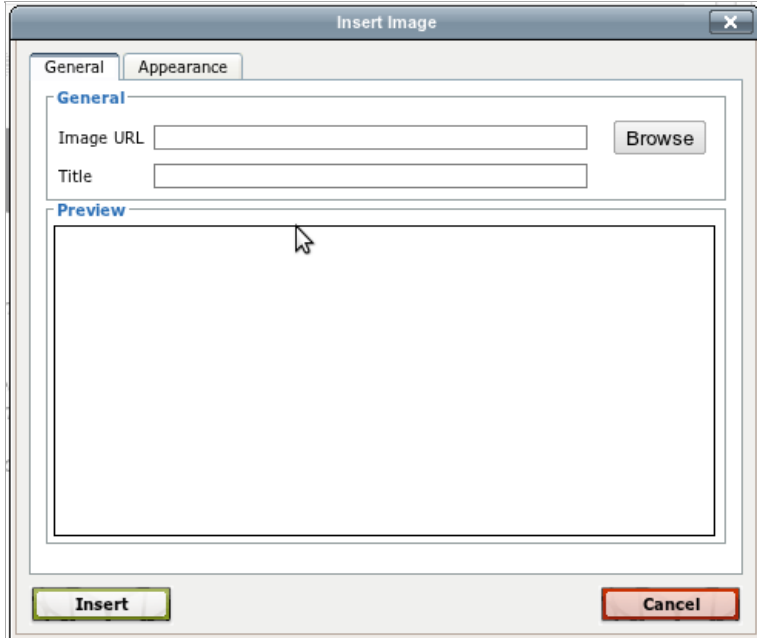 Insert Image
General Appearance
General
Image URL Browse
Title
Preview
Insert Cancel